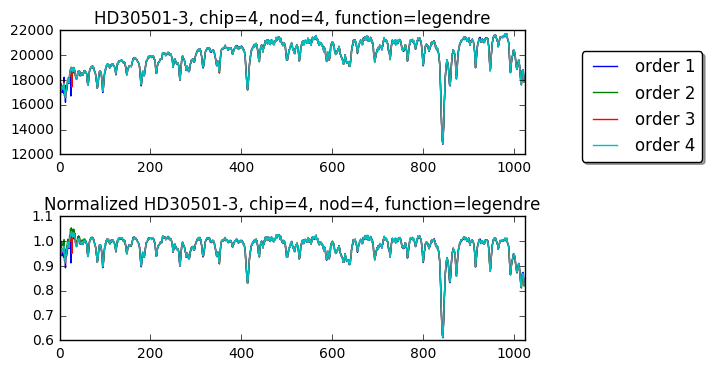 HD30501-3, chip=4, nod=4, function=legendre
22000
20000
18000
16000
14000
12000
0 200 400 600 800 1000
order 1
order 2
order 3
order 4
Normalized HD30501-3, chip=4, nod=4, function=legendre
1.1
1.0
0.9
0.8
0.7
0.6
0 200 400 600 800 1000